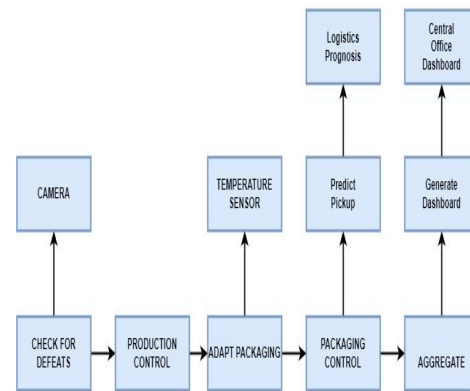 Logistics
Prognosis
Central
Office
Dashboard
CAMERA
TEMPERATURE
SENSOR
Predict
Pickup
Generate
Dashboard
CHECK FOR
DEFEATS
PRODUCTION
CONTROL
ADAPT PACKAGING
PACKAGING
CONTROL
AGGREGATE